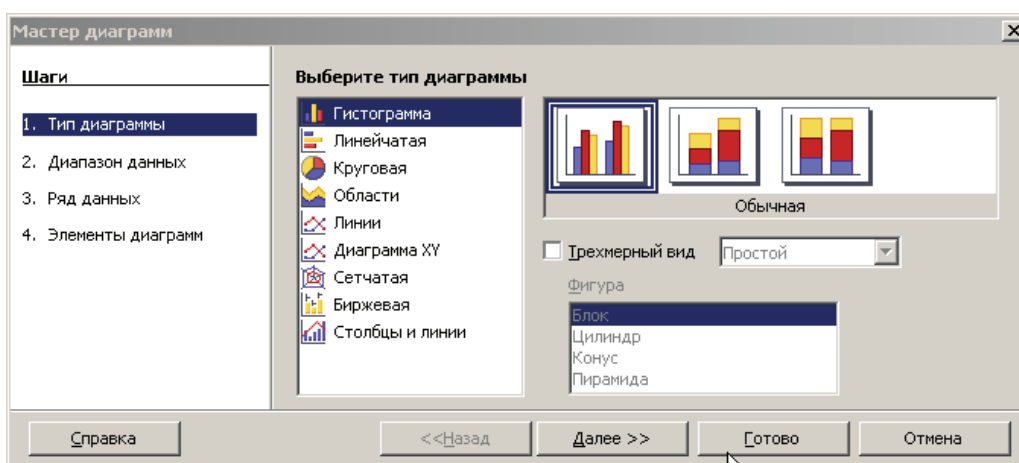 Мастер диаграмм
Шаги
1. Тип диаграммы
2. Диапазон данных
3. Ряд данных
4. Элементы диаграмм
Выберите тип диаграммы
Гистограмма
Линейчатая
Круговая
Области
Линии
Диаграмма XY
Сетчатая
Биржевая
Столбцы и линии
Обычная
Трехмерный вид
Простой
Фигура
Блок
Цилиндр
Конус
Пирамида
Справка
<<Назад
Далее >>
Готово
Отмена